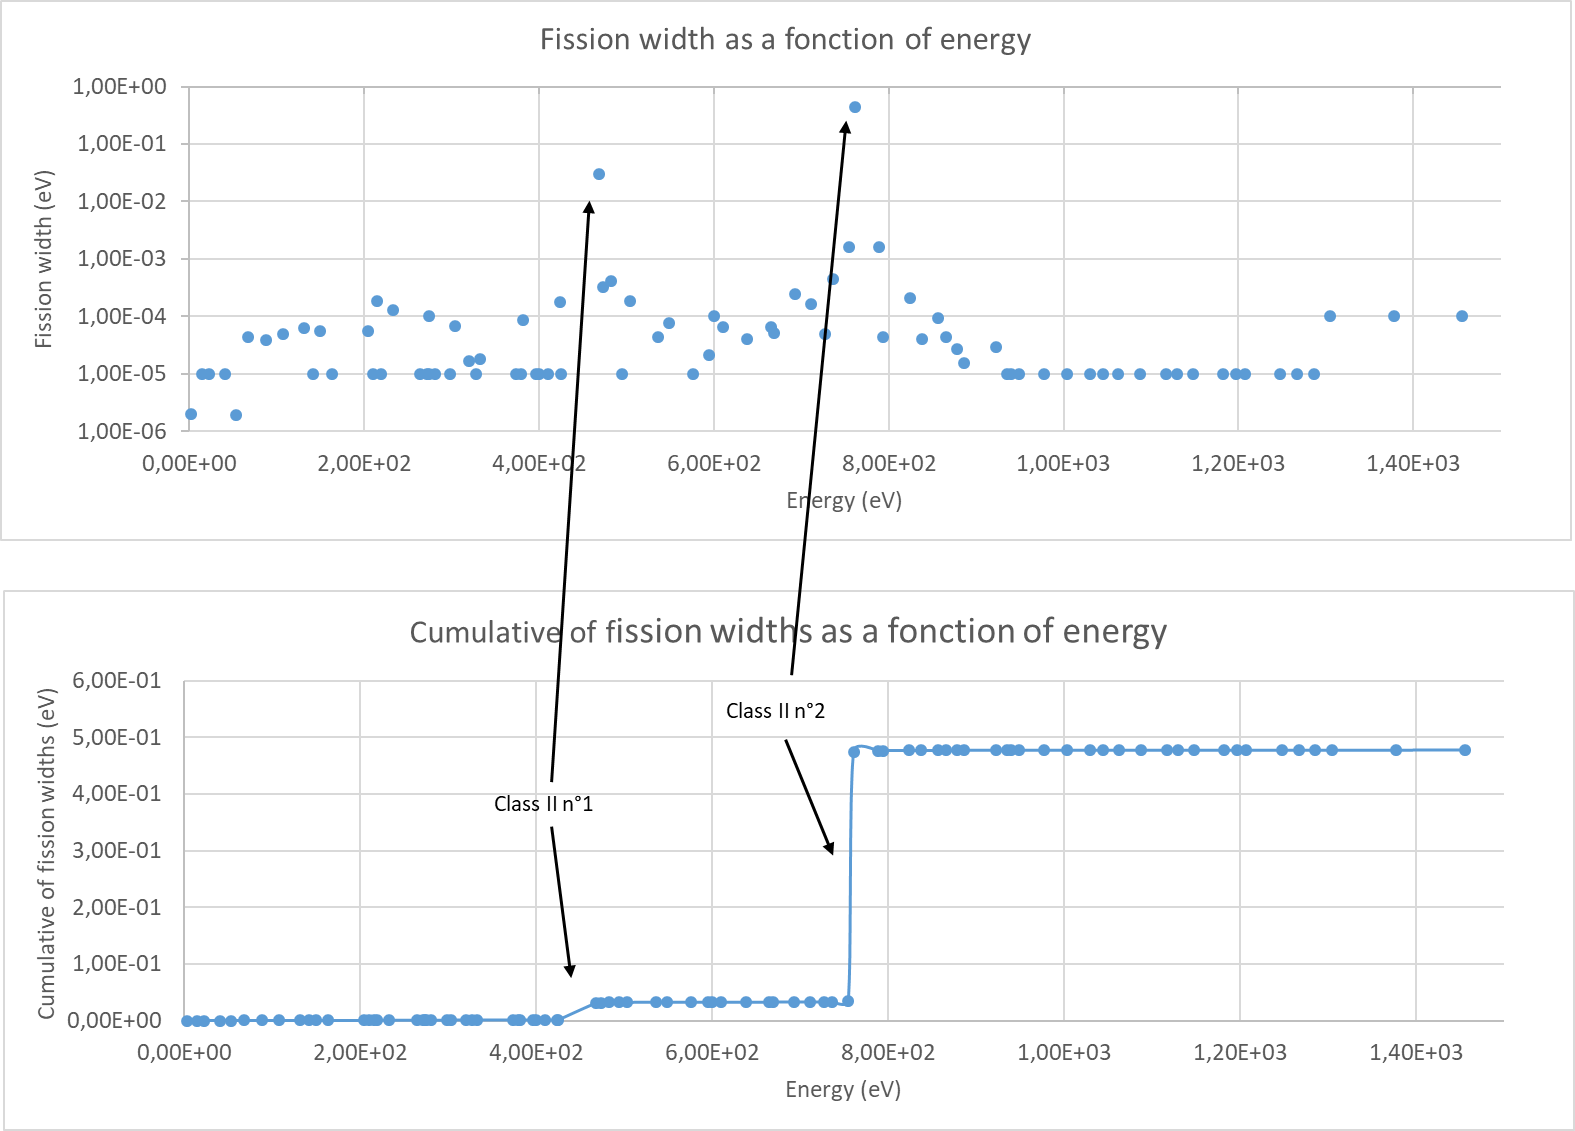 Fission width as a fonction of energy
1,00E+00
1,00E-01
1,00E-02
1,00E-03
1,00E-04
1,00E-05
1,00E-06
Fission width (eV)
0,00E+00 2,00E+02 4,00E+02 6,00E+02 8,00E+02 1,00E+03 1,20E+03 1,40E+03
Energy (eV)
Cumulative of fission widths as a fonction of energy
6,00E-01
5,00E-01
4,00E-01
3,00E-01
2,00E-01
1,00E-01
0,00E+00
Cumulative of fission widths (eV)
Class II n°2
Class II n°1
0,00E+00 2,00E+02 4,00E+02 6,00E+02 8,00E+02 1,00E+03 1,20E+03 1,40E+03
Energy (eV)